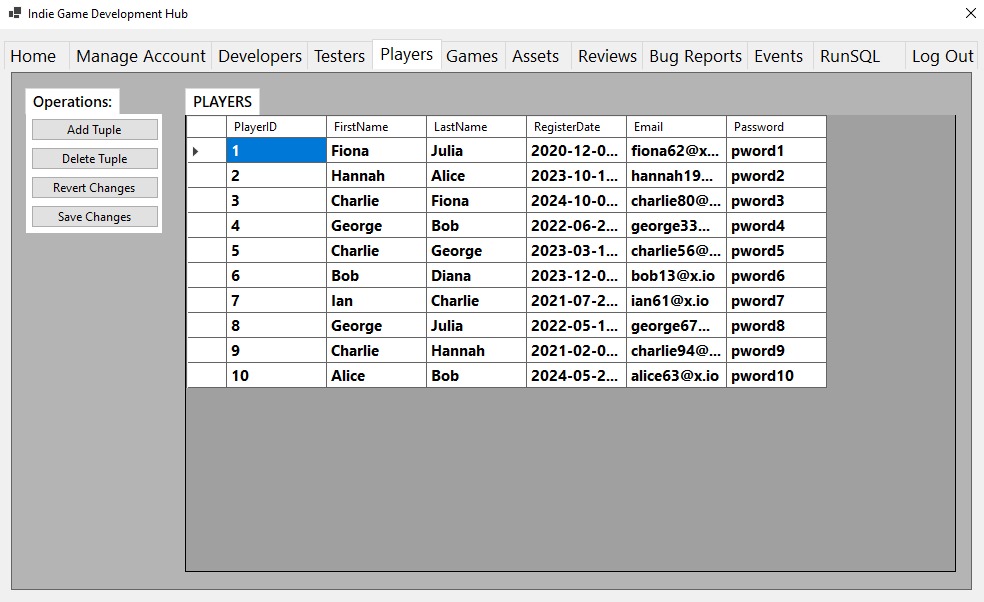 Indie Game Development Hub
Home Manage Account Developers Testers Players Games Assets Reviews Bug Reports Events RunSQL Log Out
Operations:
Add Tuple
Delete Tuple
Revert Changes
Save Changes
PLAYERS
PlayerID FirstName LastName RegisterDate Email Password
1 Fiona Julia 2020-12-0... fiona62@x... pword1
2 Hannah Alice 2023-10-1... hannah19... pword2
3 Charlie Fiona 2024-10-0... charlie80@... pword3
4 George Bob 2022-06-2... george33... pword4
5 Charlie George 2023-03-1... charlie56@... pword5
6 Bob Diana 2023-12-0... bob13@x.io pword6
7 Ian Charlie 2021-07-2... ian61@x.io pword7
8 George Julia 2022-05-1... george67... pword8
9 Charlie Hannah 2021-02-0... charlie94@... pword9
10 Alice Bob 2024-05-2... alice63@x.io pword10